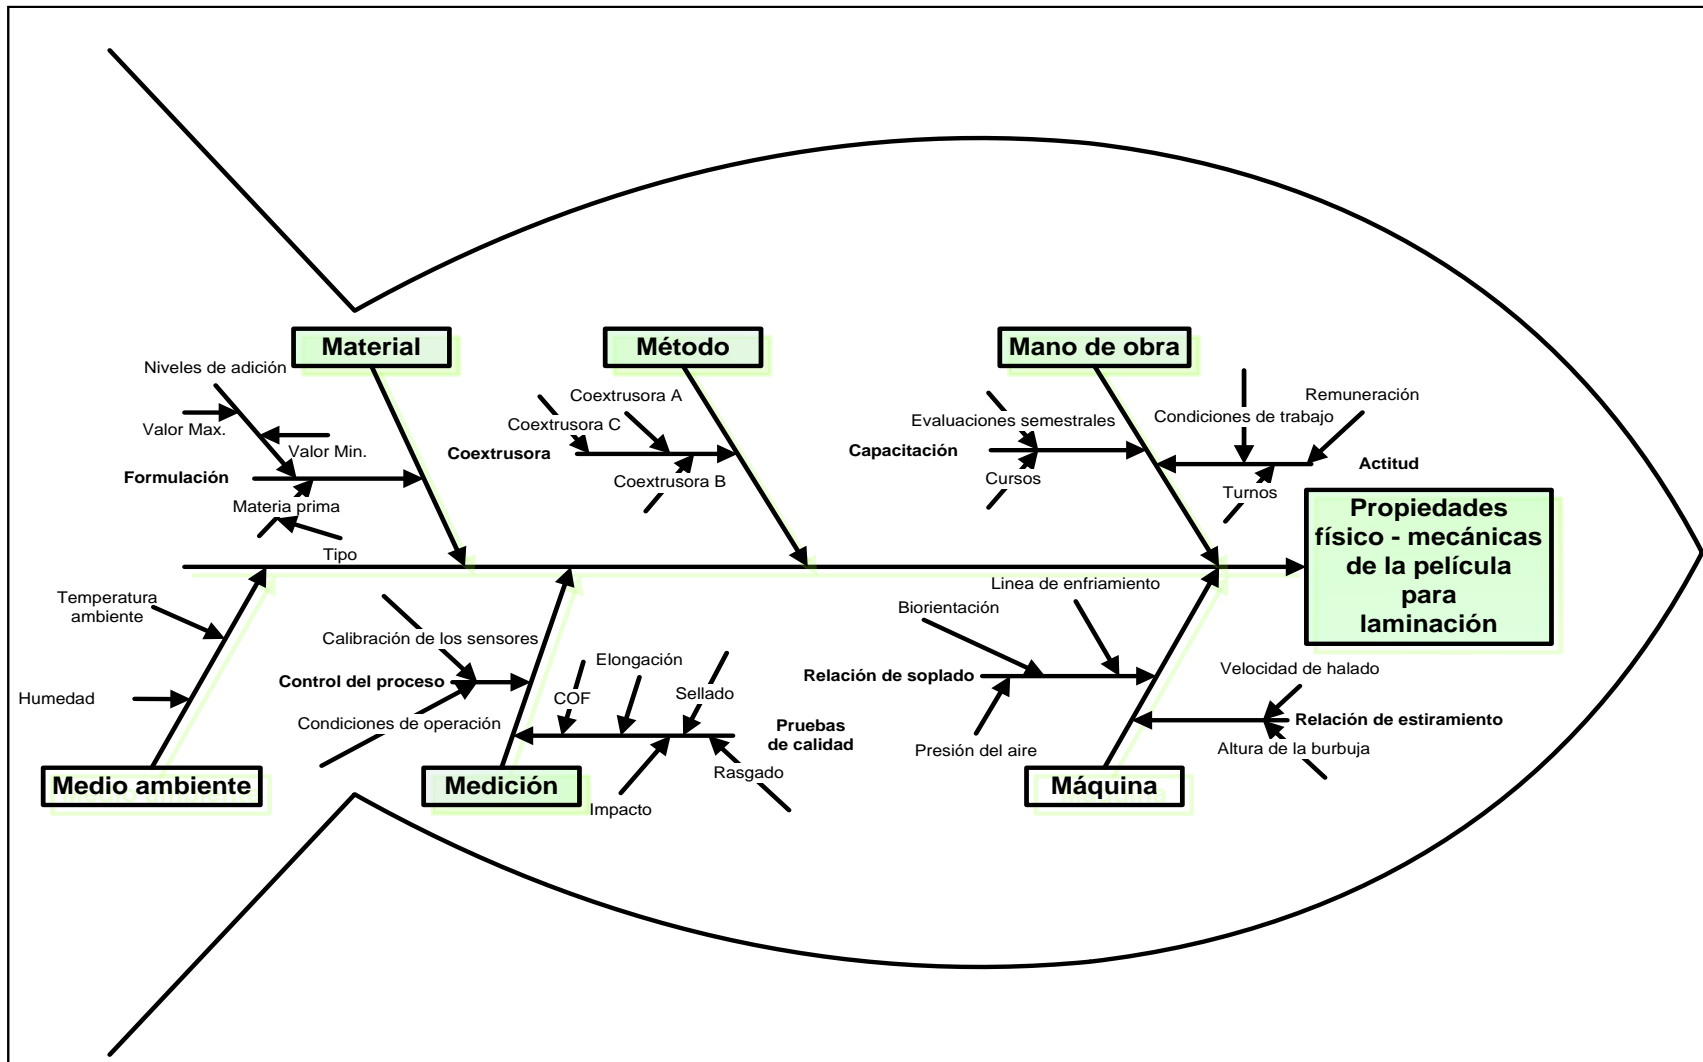 Material
Método
Mano de obra
Niveles de adición
Valor Max.
Valor Min.
Formulación
Materia prima
Tipo
Coextrusora A
Coextrusora C
Coextrusora
Coextrusora B
Evaluaciones semestrales
Capacitación
Cursos
Remuneración
Condiciones de trabajo
Actitud
Turnos
Propiedades
físico - mecánicas
de la película
para
laminación
Temperatura
ambiente
Humedad
Medio ambiente
Calibración de los sensores
Control del proceso
Condiciones de operación
Elongación
COF
Sellado
Pruebas
de calidad
Rasgado
Impacto
Medición
Linea de enfriamiento
Biorientación
Relación de soplado
Presión del aire
Velocidad de halado
Relación de estiramiento
Altura de la burbuja
Máquina